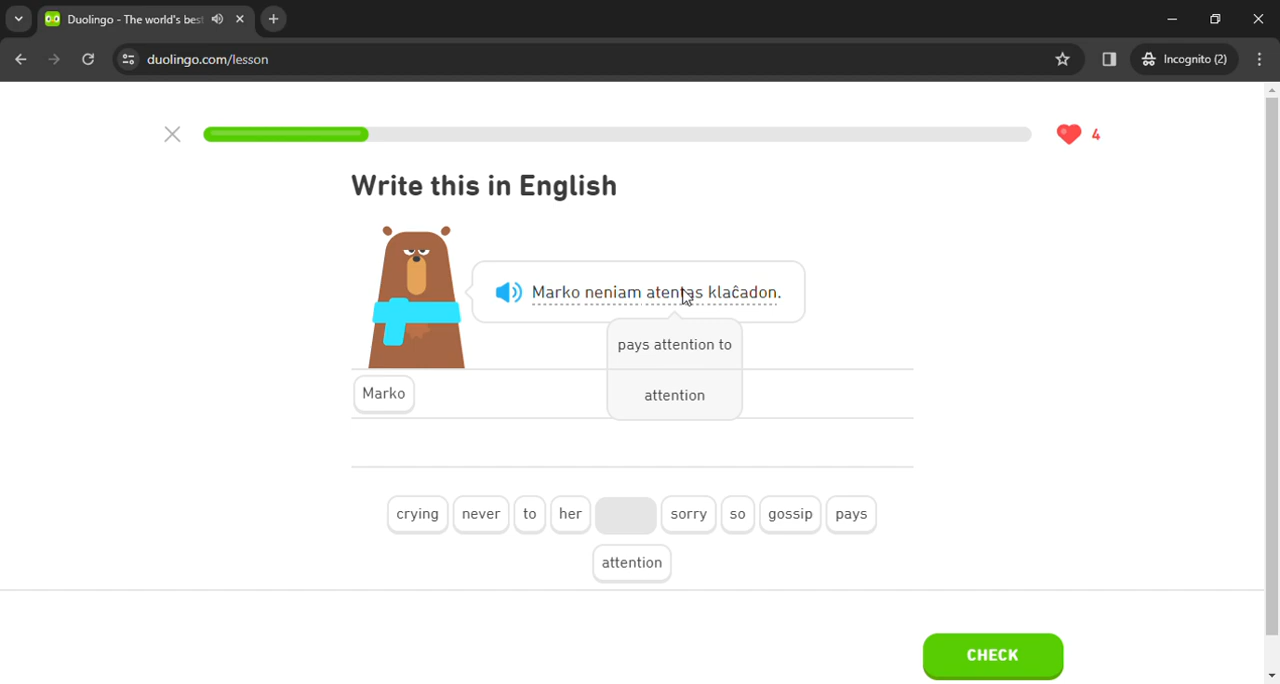 Duolingo - The world's best
duolingo.com/lesson
Incognito (2)
4
Write this in English
Marko neniam atentas klaĉadon.
pays attention to
attention
Marko
crying never to her sorry so gossip pays
attention
CHECK